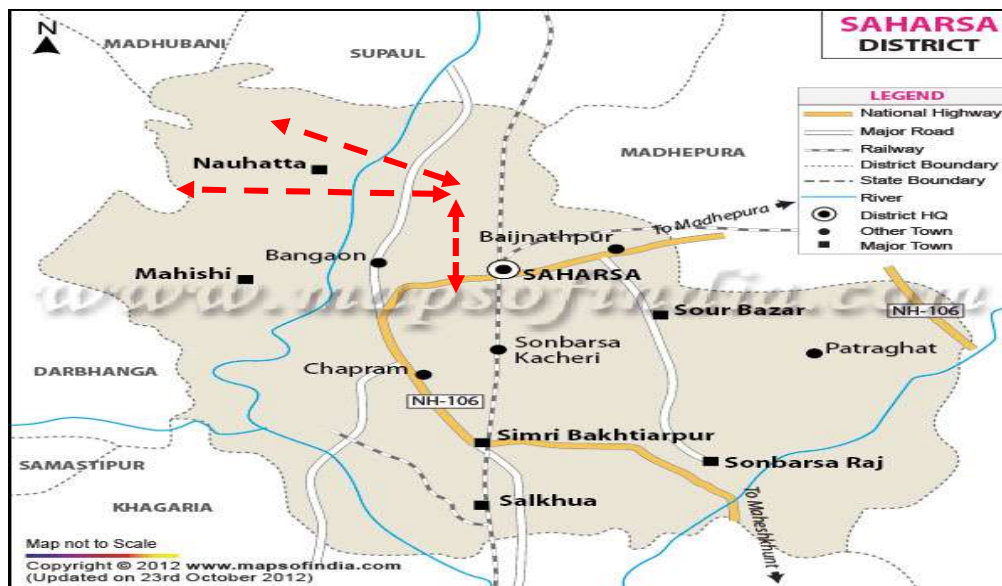 N
SAHARSA
DISTRICT
MADHUBANI
SUPAUL
LEGEND
National Highway
Major Road
Railway
District Boundary
State Boundary
River
District HQ
Other Town
Major Town
MADHEPURA
Nauhatta
To Madhepura
Baijnathpur
Bangaon
SAHARSA
Mahishi
www.mapsofindia.com
Sour Bazar
NH-106
Sonbarsa
Kacheri
Patraghat
DARBHANGA
Chapram
NH-106
Simri Bakhtiarpur
Sonbarsa Raj
SAMASTIPUR
KHAGARIA
Salkhua
To Maheshkhunt
Map not to Scale
Copyright © 2012 www.mapsofindia.com
(Updated on 23rd October 2012)